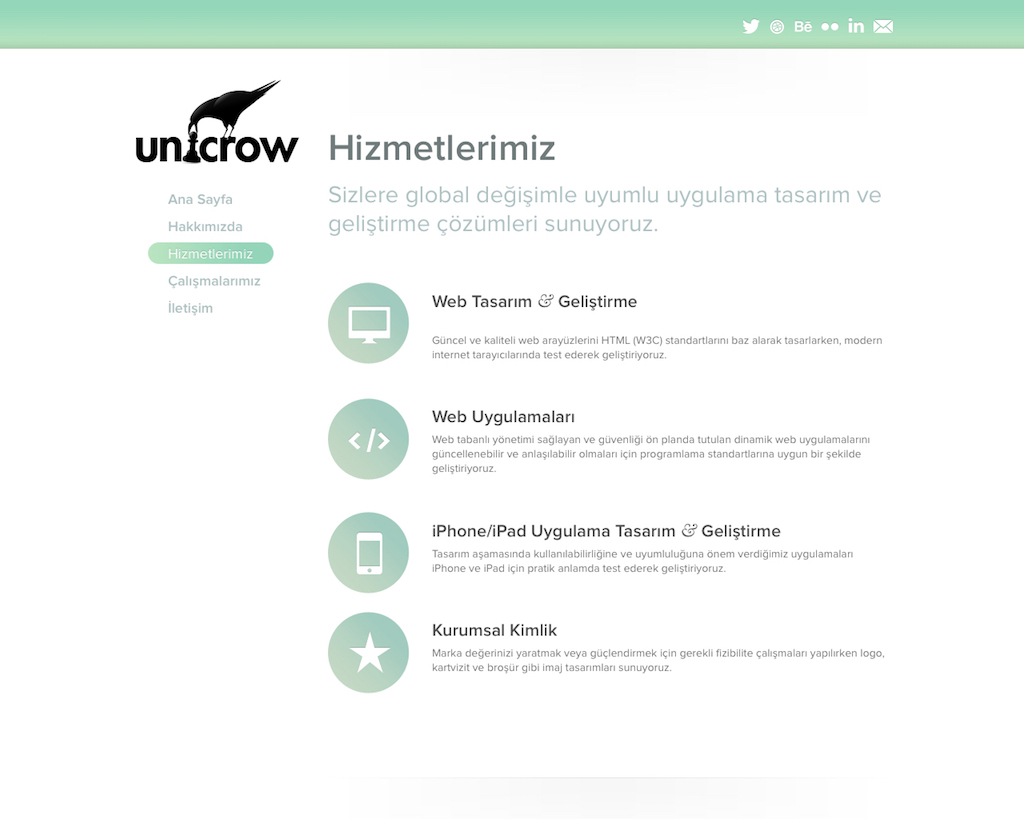 Bē
in
unicrow
Ana Sayfa
Hakkımızda
Hizmetlerimiz
Çalışmalarımız
İletişim
Hizmetlerimiz
Sizlere global değişimle uyumlu uygulama tasarım ve
geliştirme çözümleri sunuyoruz.
Web Tasarım & Geliştirme
Güncel ve kaliteli web arayüzlerini HTML (W3C) standartlarını baz alarak tasarlarken, modern
internet tarayıcılarında test ederek geliştiriyoruz.
Web Uygulamaları
Web tabanlı yönetimi sağlayan ve güvenliği ön planda tutulan dinamik web uygulamalarını
güncellenebilir ve anlaşılabilir olmaları için programlama standartlarına uygun bir şekilde
geliştiriyoruz.
iPhone/iPad Uygulama Tasarım & Geliştirme
Tasarım aşamasında kullanılabilirliğine ve uyumluluğuna önem verdiğimiz uygulamaları
iPhone ve iPad için pratik anlamda test ederek geliştiriyoruz.
Kurumsal Kimlik
Marka değerinizi yaratmak veya güçlendirmek için gerekli fizibilite çalışmaları yapılırken logo,
kartvizit ve broşür gibi imaj tasarımları sunuyoruz.